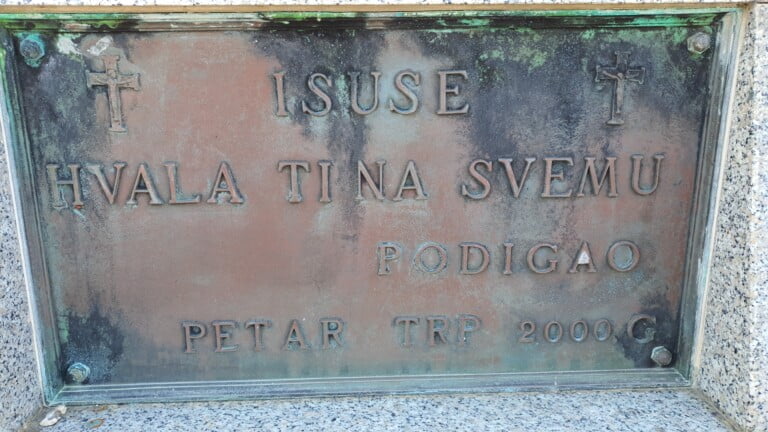 ISUSE
HVALA TI NA SVEMU
PODIGAO
PETAR TRP 2000 G